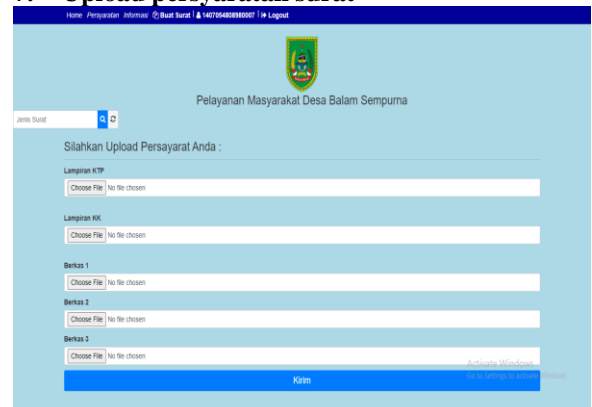 Upload persyaratan surat
Home Persyaratan Informasi Buat Surat | 1407054808980007 | Logout
Pelayanan Masyarakat Desa Balam Sempurna
Jenis Surat
Silahkan Upload Persayarat Anda :
Lampiran KTP
Choose File No file chosen
Lampiran KK
Choose File No file chosen
Berkas 1
Choose File No file chosen
Berkas 2
Choose File No file chosen
Berkas 3
Choose File No file chosen
Activate Windows
Go to Settings to activate Windows.
Kirim